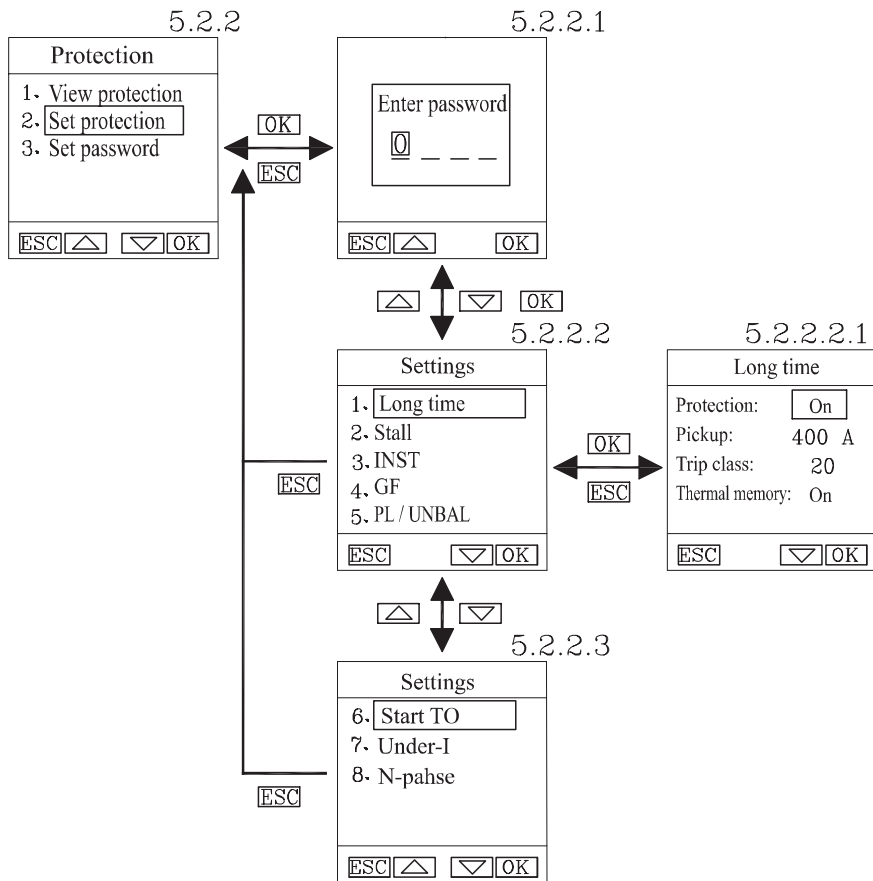 5.2.2
Protection
1. View protection
2. Set protection
3. Set password
ESC OK
OK
ESC
5.2.2.1
Enter password
0 _ _ _
ESC OK
OK
5.2.2.2
Settings
1. Long time
2. Stall
3. INST
4. GF
5. PL / UNBAL
ESC OK
ESC
OK
ESC
5.2.2.2.1
Long time
Protection: On
Pickup: 400 A
Trip class: 20
Thermal memory: On
ESC OK
5.2.2.3
Settings
6. Start TO
7. Under-I
8. N-pahse
ESC OK
ESC